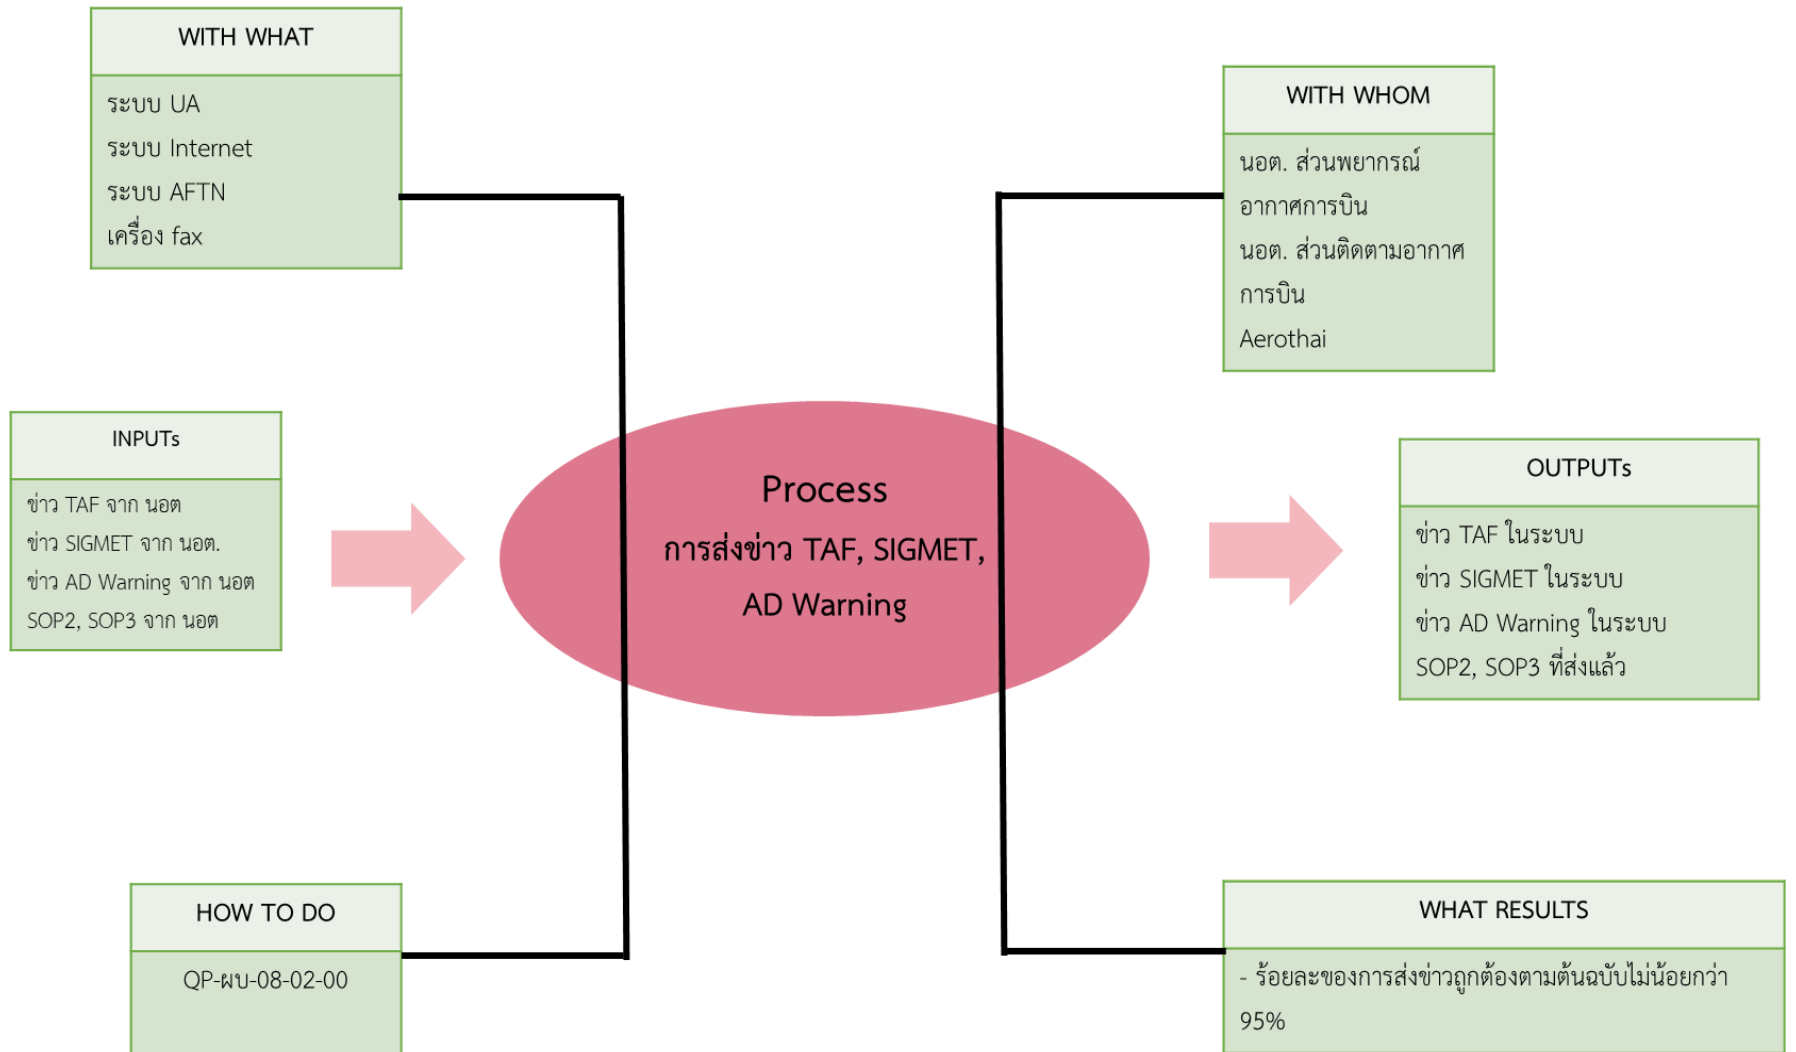 WITH WHAT
ระบบ UA
ระบบ Internet
ระบบ AFTN
เครื่อง fax
WITH WHOM
นอต. ส่วนพยากรณ์
อากาศการบิน
นอต. ส่วนติดตามอากาศ
การบิน
Aerothai
INPUTs
ข่าว TAF จาก นอต
ข่าว SIGMET จาก นอต.
ข่าว AD Warning จาก นอต
SOP2, SOP3 จาก นอต
Process
การส่งข่าว TAF, SIGMET,
AD Warning
OUTPUTs
ข่าว TAF ในระบบ
ข่าว SIGMET ในระบบ
ข่าว AD Warning ในระบบ
SOP2, SOP3 ที่ส่งแล้ว
HOW TO DO
QP-ผบ-08-02-00
WHAT RESULTS
- ร้อยละของการส่งข่าวถูกต้องตามต้นฉบับไม่น้อยกว่า
95%